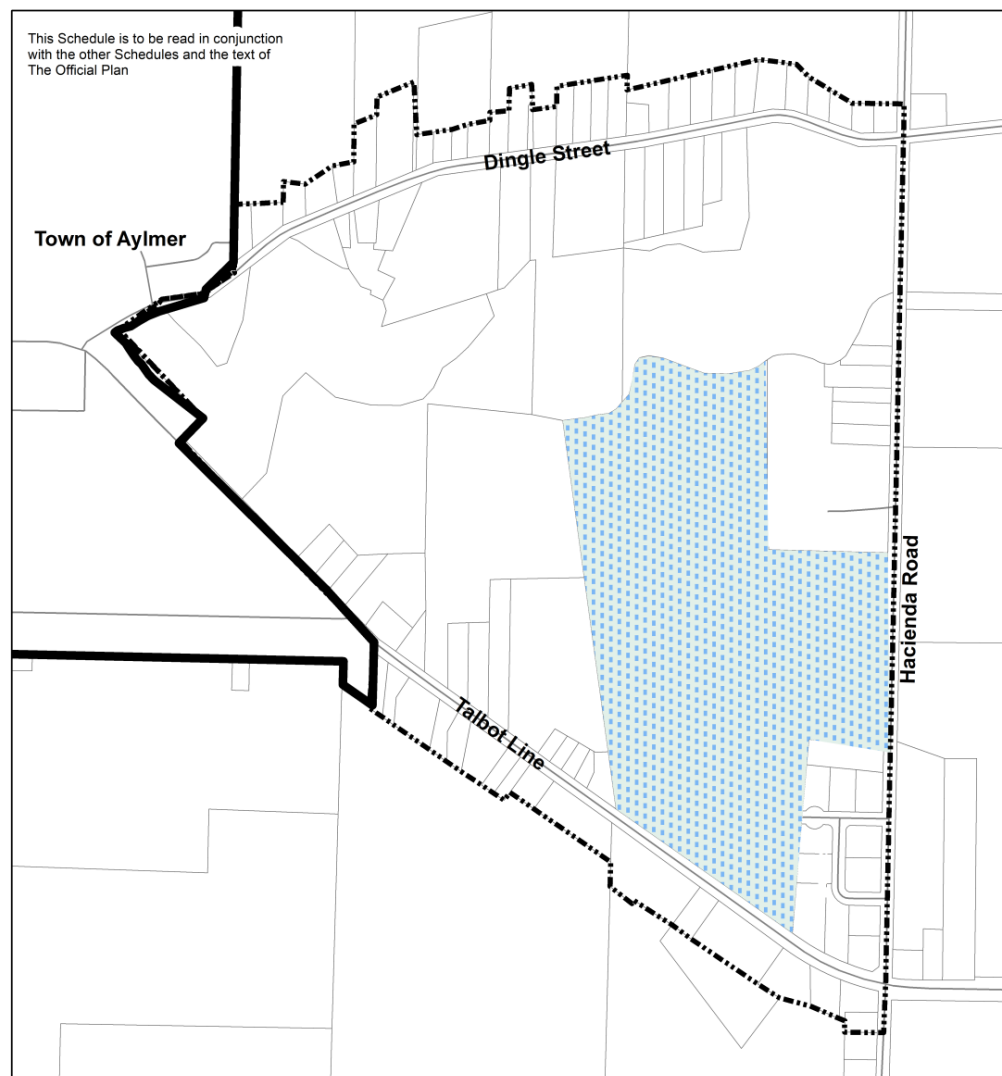 This Schedule is to be read in conjunction
with the other Schedules and the text of
The Official Plan
Dingle Street
Town of Aylmer
Hacienda Road
Talbot Line